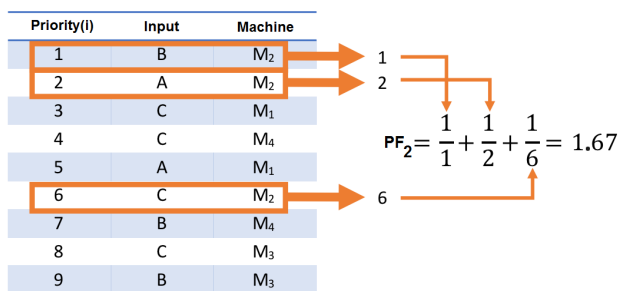 Priority(i) Input Machine
1 B M₂
2 A M₂
3 C M₁
4 C M₄
5 A M₁
6 C M₂
7 B M₄
8 C M₃
9 B M₃
1
2
6
PF₂= 1/1 + 1/2 + 1/6 = 1.67